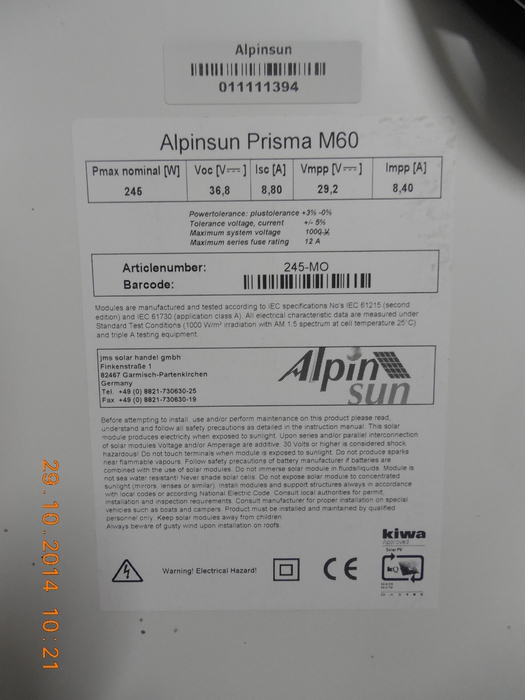 Alpinsun
011111394
Alpinsun Prisma M60
Pmax nominal [W] Voc [V⎓] Isc [A] Vmpp [V⎓] Impp [A]
245 36,8 8,80 29,2 8,40
Powertolerance: plustolerance +3% -0%
Tolerance voltage, current +/- 5%
Maximum system voltage 1000 V
Maximum series fuse rating 12 A
Articlenumber: 245-MO
Barcode:
Modules are manufactured and tested according to IEC specifications No's IEC 61215 (second
edition) and IEC 61730 (application class A). All electrical characteristic data are measured under
Standard Test Conditions (1000 W/m² irradiation with AM 1.5 spectrum at cell temperature 25°C)
and triple A testing equipment.
jms solar handel gmbh
Finkenstraße 1
82467 Garmisch-Partenkirchen
Germany
Tel. +49 (0) 8821-730630-25
Fax +49 (0) 8821-730630-19
Alpin
sun
Before attempting to install, use and/or perform maintenance on this product please read,
understand and follow all safety precautions as detailed in the instruction manual. This solar
module produces electricity when exposed to sunlight. Upon series and/or parallel interconnection
of solar modules Voltage and/or Amperage are additive. 30 Volts or higher is considered shock
hazardous! Do not touch terminals when module is exposed to sunlight. Do not produce sparks
near flammable vapours. Follow safety precautions of battery manufacturer if batteries are
combined with the use of solar modules. Do not immerse solar module in fluids/liquids. Module is
not sea water resistant! Never shade solar cells. Do not expose solar module to concentrated
sunlight (mirrors, lenses or similar). Install modules and support structures always in accordance
with local codes or according National Electric Code. Consult local authorities for permit,
installation and inspection requirements. Consult manufacturer for proper installation on special
vehicles such as boats and campers. Product must be installed and maintained by qualified
personnel only. Keep solar modules away from children.
Always beware of gusty wind upon installation on roofs.
kiwa
approved
Solar PV
Warning! Electrical Hazard!
CE
kQ
29.10.2014 10:21